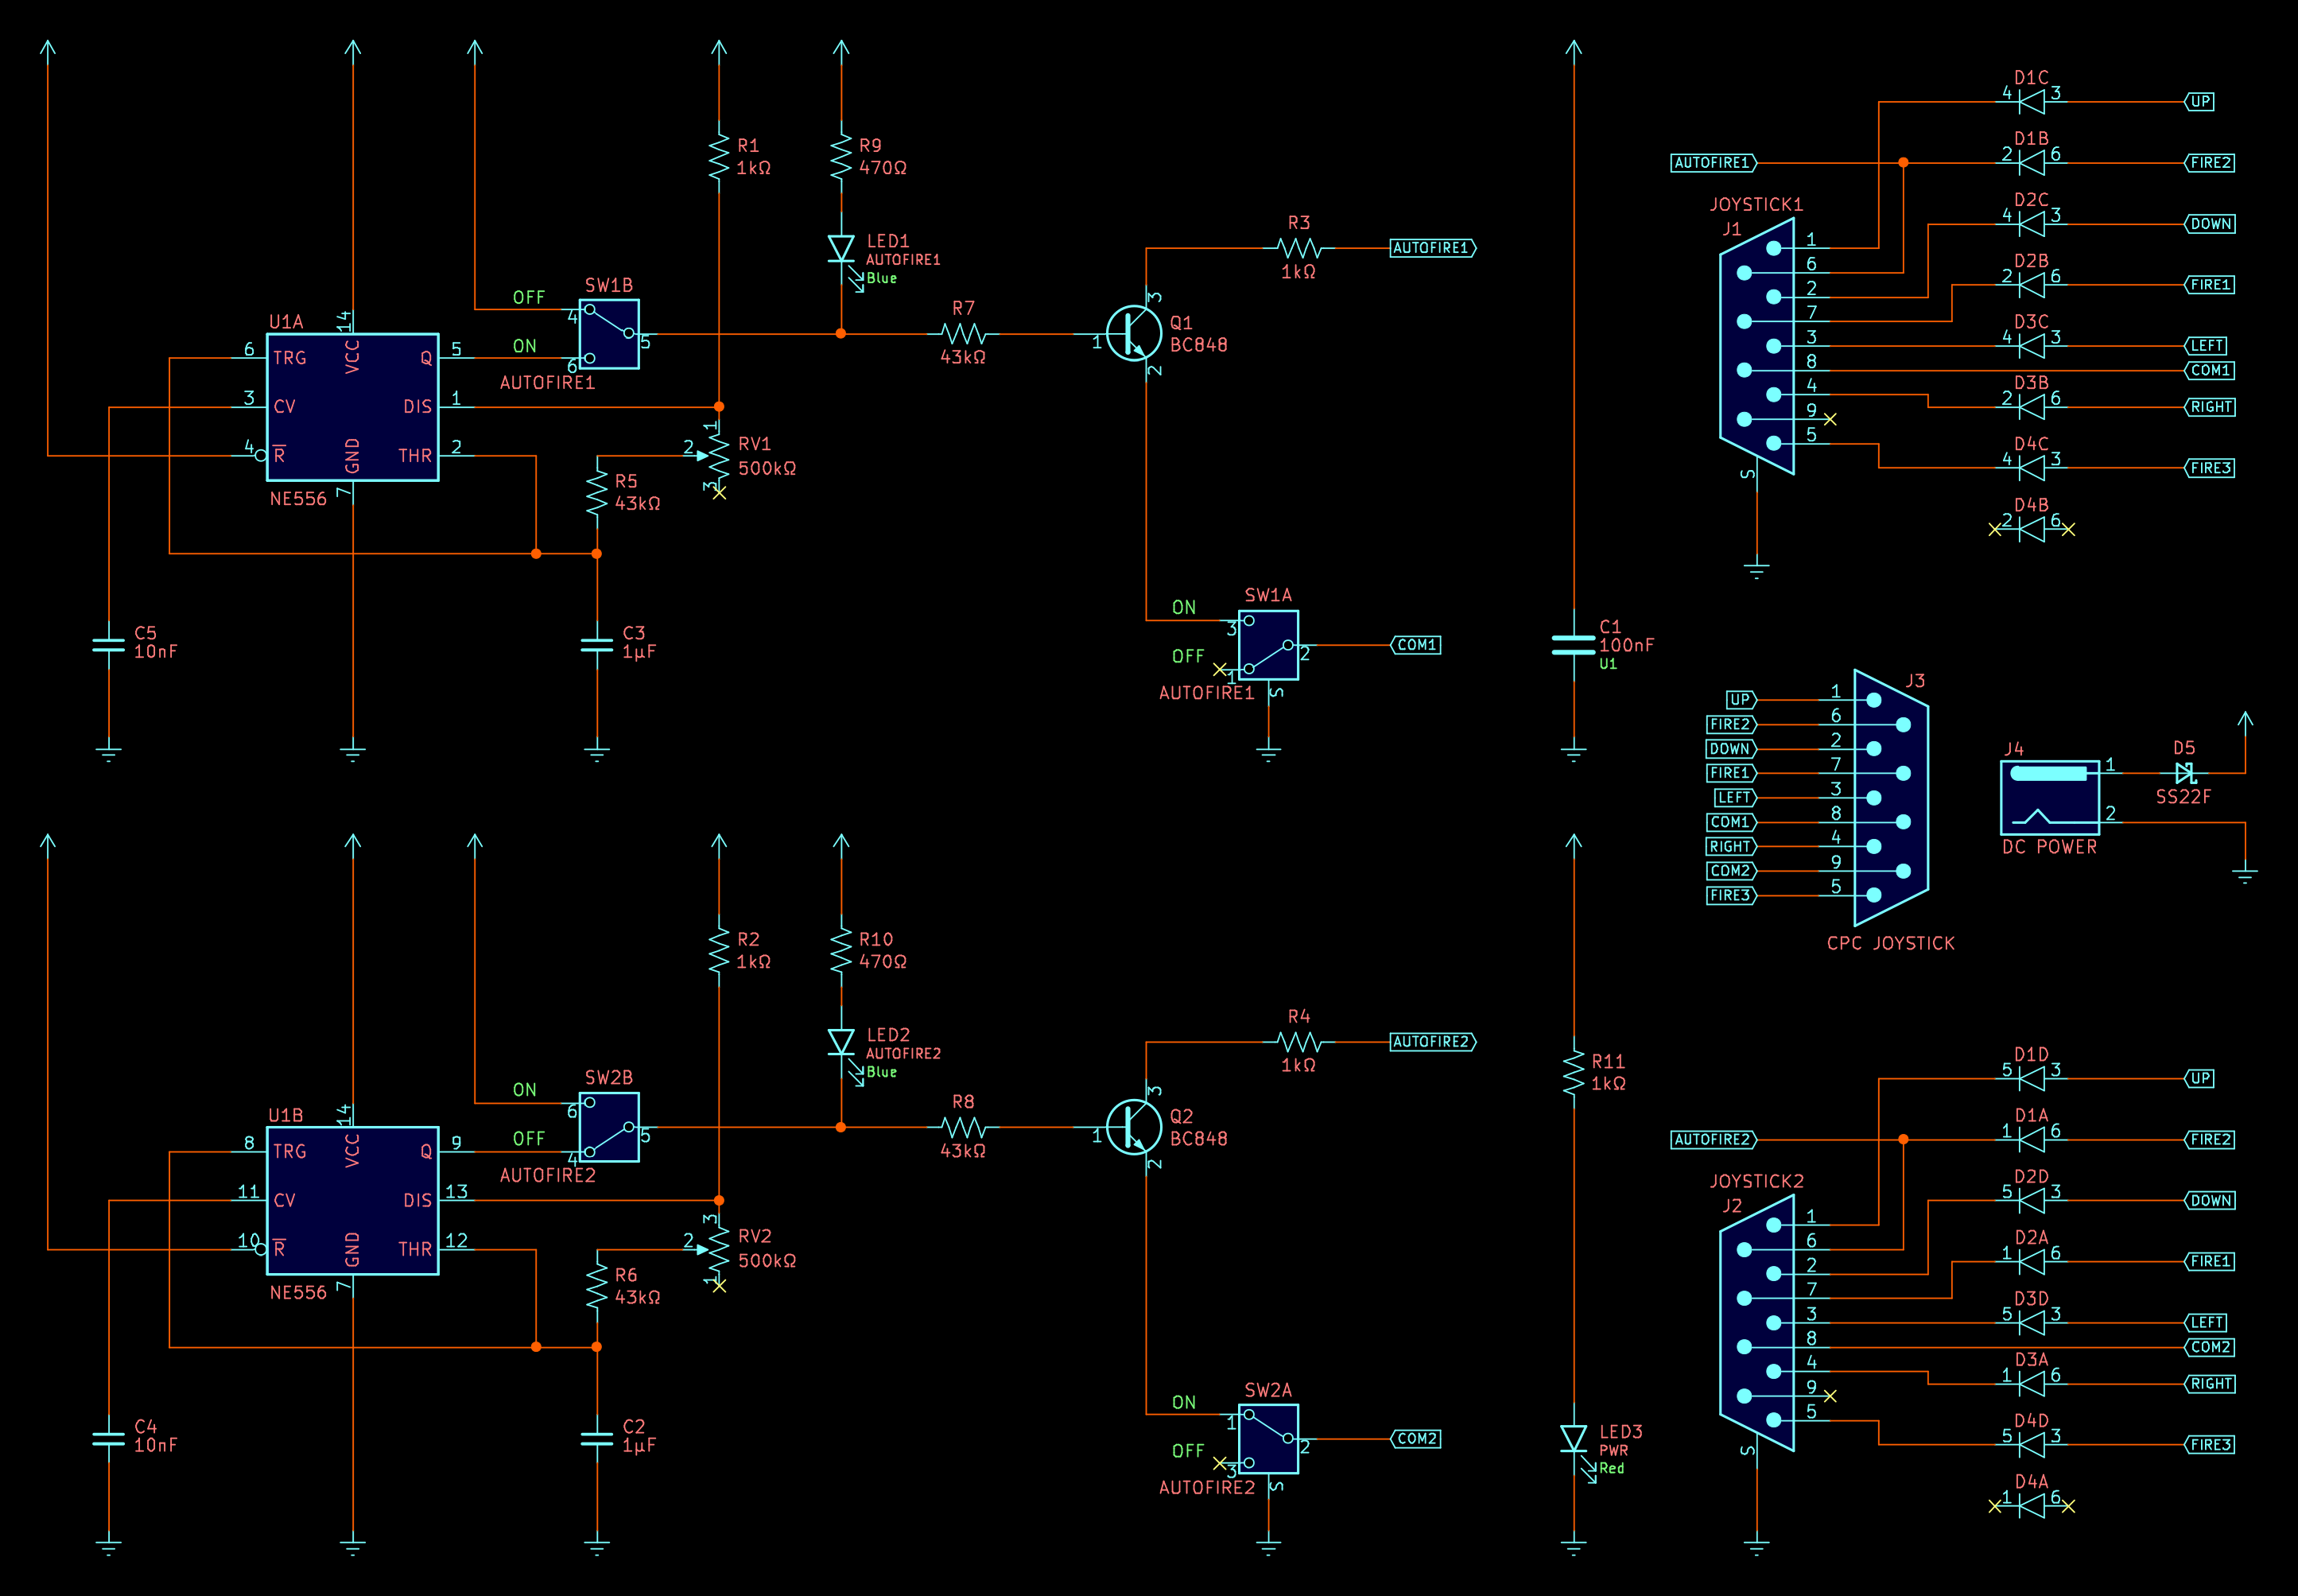 R1
1kΩ
R9
470Ω
LED1
AUTOFIRE1
Blue
SW1B
OFF
4
5
ON
6
AUTOFIRE1
U1A
14
6
TRG
VCC
Q
5
3
CV
DIS
1
4
R
GND
THR
2
7
NE556
1
2
RV1
500kΩ
3
R5
43kΩ
C5
10nF
C3
1µF
R7
43kΩ
Q1
BC848
3
1
2
R3
1kΩ
AUTOFIRE1
SW1A
ON
3
OFF
1
2
S
AUTOFIRE1
COM1
C1
100nF
U1
AUTOFIRE1
JOYSTICK1
J1
1
6
2
7
3
8
4
9
5
S
D1C
4 3
UP
D1B
2 6
FIRE2
D2C
4 3
DOWN
D2B
2 6
FIRE1
D3C
4 3
LEFT
COM1
D3B
2 6
RIGHT
D4C
4 3
FIRE3
D4B
2 6
J3
UP 1
FIRE2 6
DOWN 2
FIRE1 7
LEFT 3
COM1 8
RIGHT 4
COM2 9
FIRE3 5
CPC JOYSTICK
J4
1
2
DC POWER
D5
SS22F
R2
1kΩ
R10
470Ω
LED2
AUTOFIRE2
Blue
SW2B
ON
6
5
OFF
4
AUTOFIRE2
U1B
14
8
TRG
VCC
Q
9
11
CV
DIS
13
10
R
GND
THR
12
7
NE556
3
2
RV2
500kΩ
1
R6
43kΩ
C4
10nF
C2
1µF
R8
43kΩ
Q2
BC848
3
1
2
R4
1kΩ
AUTOFIRE2
SW2A
ON
1
OFF
3
2
S
AUTOFIRE2
COM2
R11
1kΩ
LED3
PWR
Red
AUTOFIRE2
JOYSTICK2
J2
1
6
2
7
3
8
4
9
5
S
D1D
5 3
UP
D1A
1 6
FIRE2
D2D
5 3
DOWN
D2A
1 6
FIRE1
D3D
5 3
LEFT
COM2
D3A
1 6
RIGHT
D4D
5 3
FIRE3
D4A
1 6